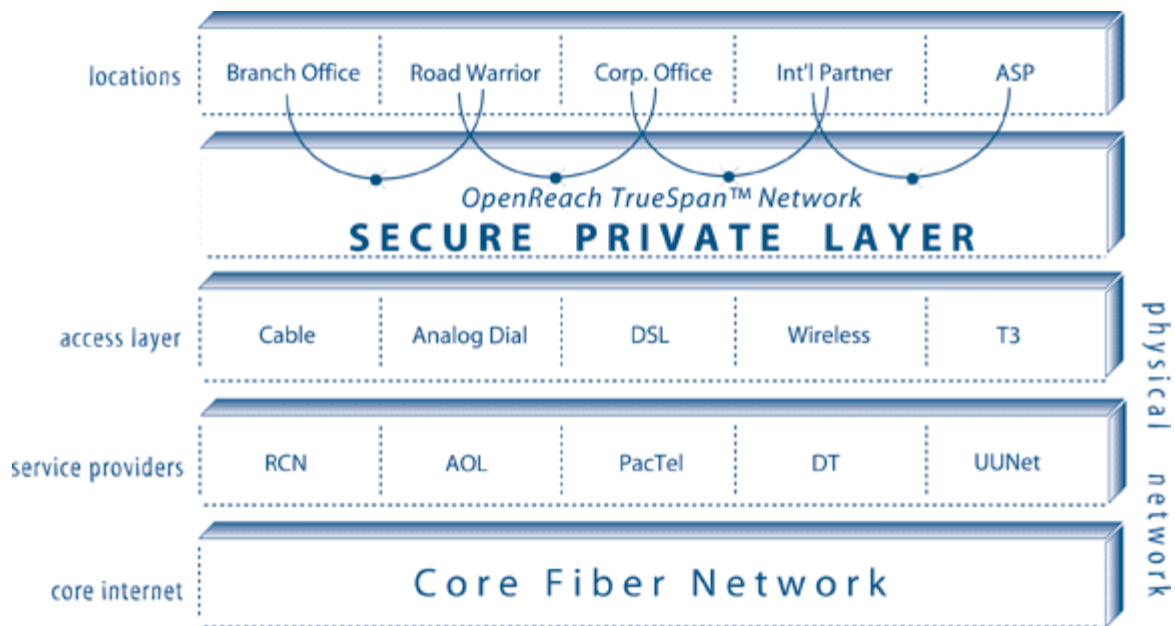 locations
Branch Office
Road Warrior
Corp. Office
Int'l Partner
ASP
OpenReach TrueSpan™ Network
SECURE PRIVATE LAYER
access layer
Cable
Analog Dial
DSL
Wireless
T3
service providers
RCN
AOL
PacTel
DT
UUNet
core internet
Core Fiber Network
physical network